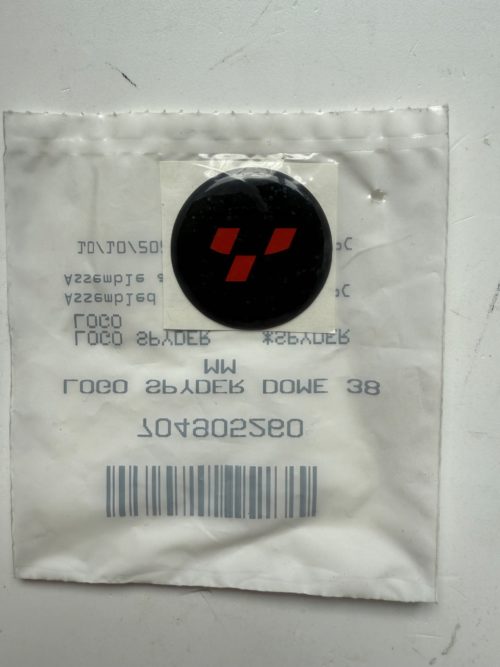 704905260
LOGO SPYDER DOME 38
MM
LOGO SPYDER *SPYDER
LOGO
Assembled
Assemble